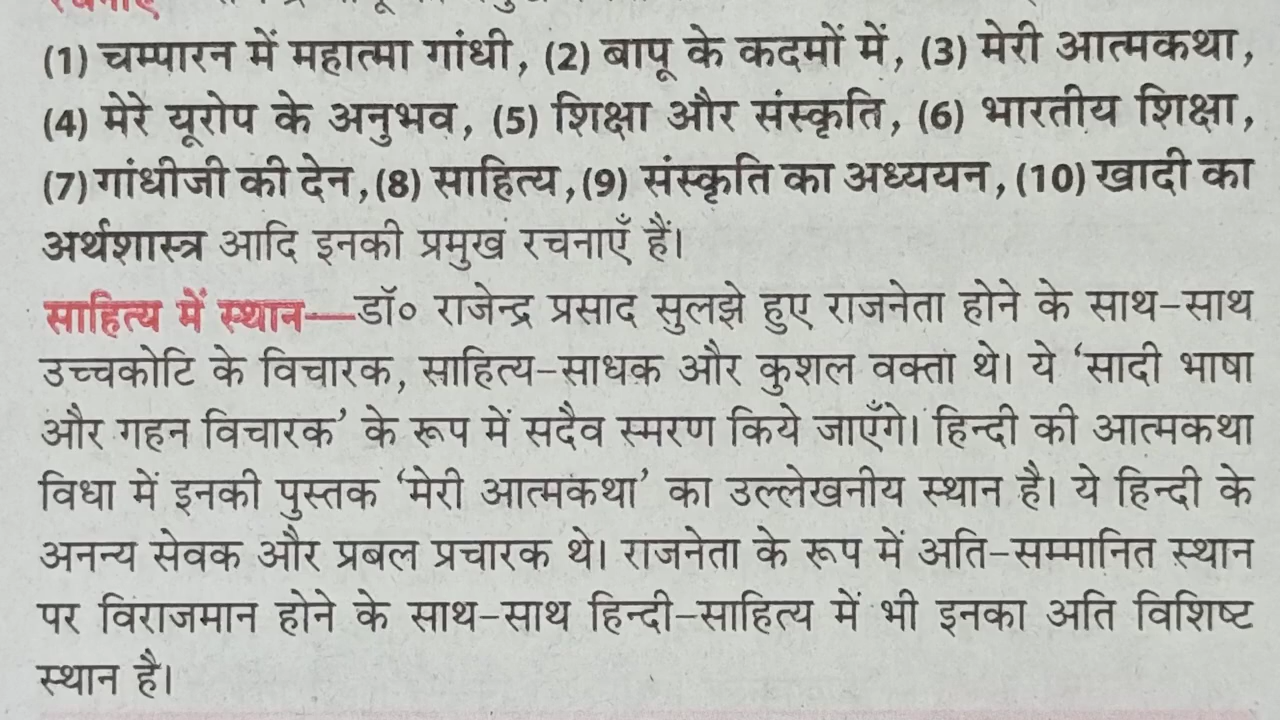 (1) चम्पारन में महात्मा गांधी, (2) बापू के कदमों में, (3) मेरी आत्मकथा,
(4) मेरे यूरोप के अनुभव, (5) शिक्षा और संस्कृति, (6) भारतीय शिक्षा,
(7) गांधीजी की देन, (8) साहित्य, (9) संस्कृति का अध्ययन, (10) खादी का
अर्थशास्त्र आदि इनकी प्रमुख रचनाएँ हैं।
साहित्य में स्थान—डॉ० राजेन्द्र प्रसाद सुलझे हुए राजनेता होने के साथ-साथ
उच्चकोटि के विचारक, साहित्य-साधक और कुशल वक्ता थे। ये ‘सादी भाषा
और गहन विचारक’ के रूप में सदैव स्मरण किये जाएँगे। हिन्दी की आत्मकथा
विधा में इनकी पुस्तक ‘मेरी आत्मकथा’ का उल्लेखनीय स्थान है। ये हिन्दी के
अनन्य सेवक और प्रबल प्रचारक थे। राजनेता के रूप में अति-सम्मानित स्थान
पर विराजमान होने के साथ-साथ हिन्दी-साहित्य में भी इनका अति विशिष्ट
स्थान है।